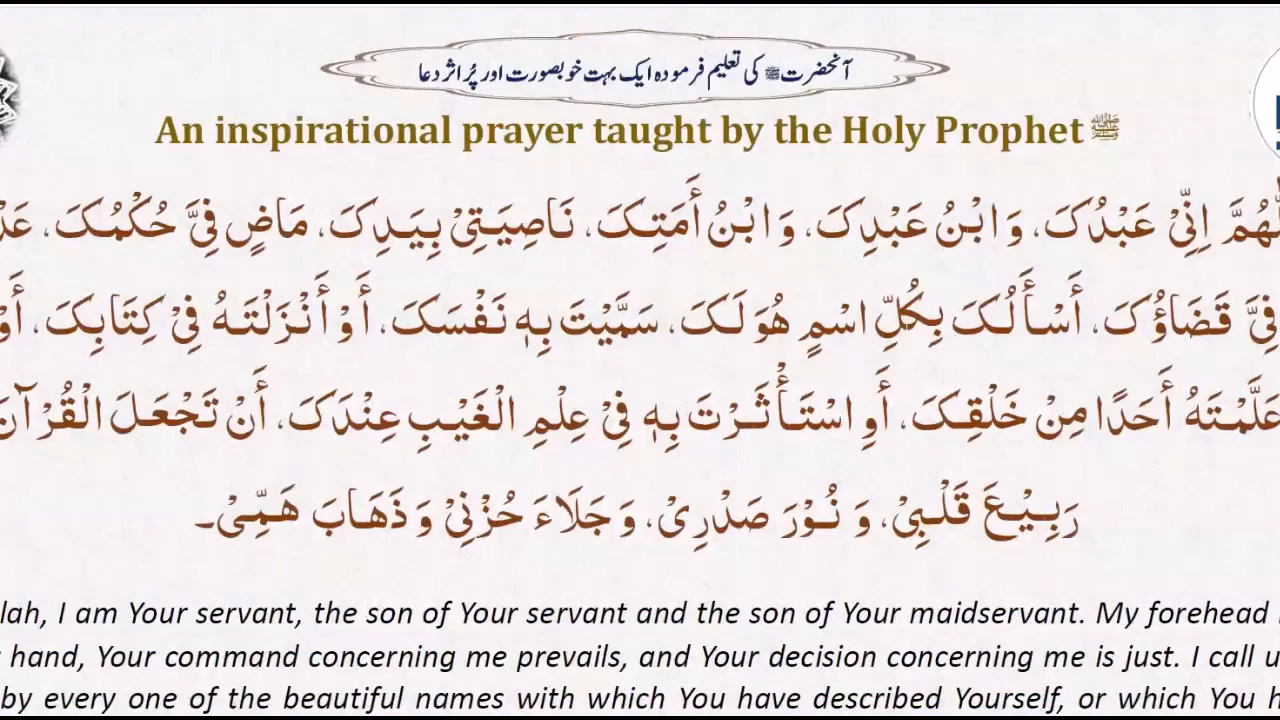 آنحضرت ﷺ کی تعلیم فرمودہ ایک بہت خوبصورت اور پُر اثر دعا
An inspirational prayer taught by the Holy Prophet ﷺ
اِنِّیْ عَبْدُکَ، وَابْنُ عَبْدِکَ، وَابْنُ أَمَتِکَ، نَاصِیَتِیْ بِیَدِکَ، مَاضٍ فِیَّ حُکْمُکَ،
فِیَّ قَضَاؤُکَ، أَسْأَلُکَ بِکُلِّ اسْمٍ ھُوَ لَکَ، سَمَّیْتَ بِہٖ نَفْسَکَ، أَوْ أَنْزَلْتَہُ فِیْ کِتَابِکَ، أَوْ
عَلَّمْتَہُ أَحَدًا مِنْ خَلْقِکَ، أَوِ اسْتَأْثَرْتَ بِہٖ فِیْ عِلْمِ الْغَیْبِ عِنْدَکَ، أَنْ تَجْعَلَ الْقُرْآنَ
رَبِیْعَ قَلْبِیْ، وَ نُوْرَ صَدْرِیْ، وَجَلَاءَ حُزْنِیْ وَذَھَابَ ھَمِّیْ۔
lah, I am Your servant, the son of Your servant and the son of Your maidservant. My forehead
hand, Your command concerning me prevails, and Your decision concerning me is just. I call u
by every one of the beautiful names with which You have described Yourself, or which You h